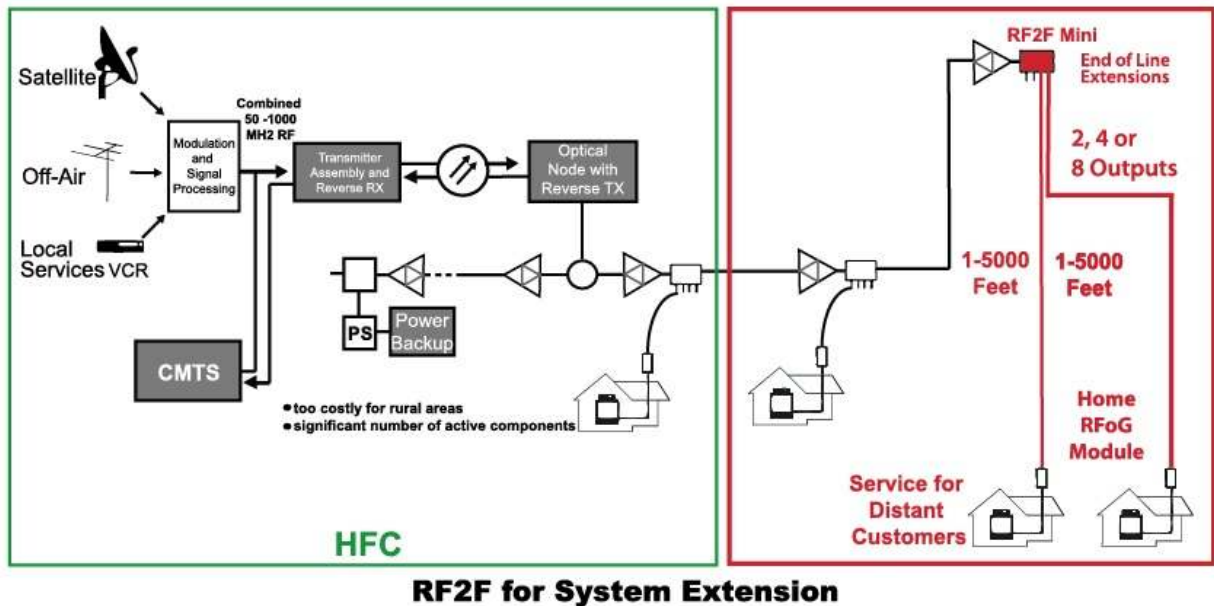 Satellite
Off-Air
Local
Services VCR
Modulation
and
Signal
Processing
Combined
50 -1000
MH2 RF
Transmitter
Assembly and
Reverse RX
Optical
Node with
Reverse TX
PS
Power
Backup
CMTS
•too costly for rural areas
•significant number of active components
HFC
RF2F Mini
End of Line
Extensions
2, 4 or
8 Outputs
1-5000
Feet
1-5000
Feet
Home
RFoG
Module
Service for
Distant
Customers
RF2F for System Extension